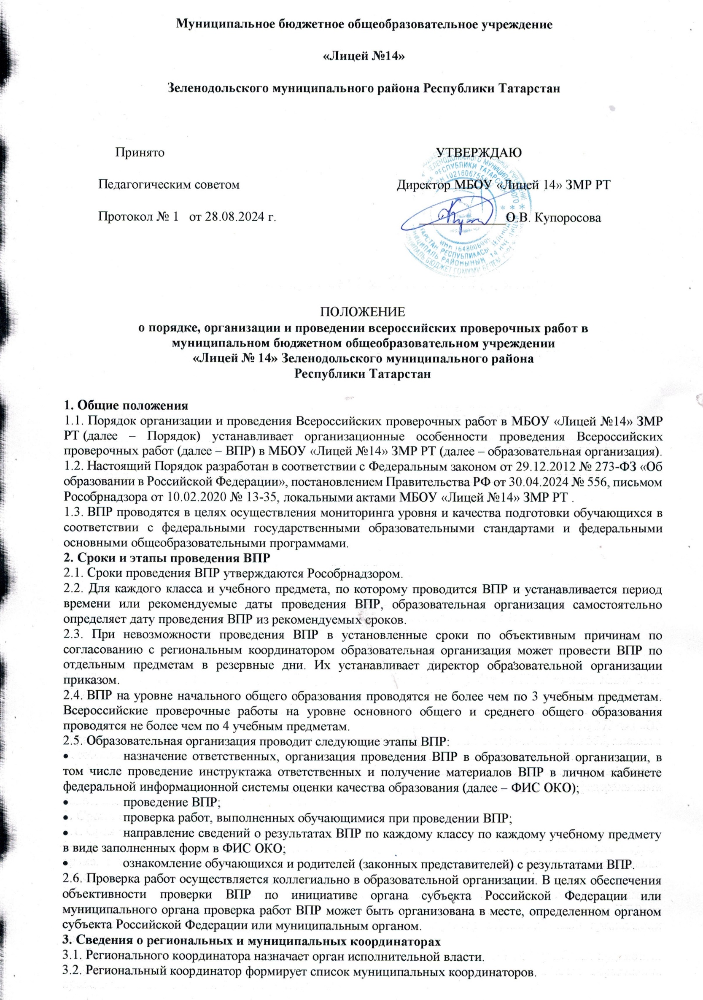 Муниципальное бюджетное общеобразовательное учреждение
«Лицей №14»
Зеленодольского муниципального района Республики Татарстан
Принято УТВЕРЖДАЮ
Педагогическим советом Директор МБОУ «Лицей 14» ЗМР РТ
Протокол № 1 от 28.08.2024 г. О.В. Купоросова
ПОЛОЖЕНИЕ
о порядке, организации и проведении всероссийских проверочных работ в
муниципальном бюджетном общеобразовательном учреждении
«Лицей № 14» Зеленодольского муниципального района
Республики Татарстан
1. Общие положения
1.1. Порядок организации и проведения Всероссийских проверочных работ в МБОУ «Лицей №14» ЗМР
РТ (далее – Порядок) устанавливает организационные особенности проведения Всероссийских
проверочных работ (далее – ВПР) в МБОУ «Лицей №14» ЗМР РТ (далее – образовательная организация).
1.2. Настоящий Порядок разработан в соответствии с Федеральным законом от 29.12.2012 № 273-ФЗ «Об
образовании в Российской Федерации», постановлением Правительства РФ от 30.04.2024 № 556, письмом
Рособрнадзора от 10.02.2020 № 13-35, локальными актами МБОУ «Лицей №14» ЗМР РТ .
1.3. ВПР проводятся в целях осуществления мониторинга уровня и качества подготовки обучающихся в
соответствии с федеральными государственными образовательными стандартами и федеральными
основными общеобразовательными программами.
2. Сроки и этапы проведения ВПР
2.1. Сроки проведения ВПР утверждаются Рособрнадзором.
2.2. Для каждого класса и учебного предмета, по которому проводится ВПР и устанавливается период
времени или рекомендуемые даты проведения ВПР, образовательная организация самостоятельно
определяет дату проведения ВПР из рекомендуемых сроков.
2.3. При невозможности проведения ВПР в установленные сроки по объективным причинам по
согласованию с региональным координатором образовательная организация может провести ВПР по
отдельным предметам в резервные дни. Их устанавливает директор образовательной организации
приказом.
2.4. ВПР на уровне начального общего образования проводятся не более чем по 3 учебным предметам.
Всероссийские проверочные работы на уровне основного общего и среднего общего образования
проводятся не более чем по 4 учебным предметам.
2.5. Образовательная организация проводит следующие этапы ВПР:
• назначение ответственных, организация проведения ВПР в образовательной организации, в
том числе проведение инструктажа ответственных и получение материалов ВПР в личном кабинете
федеральной информационной системы оценки качества образования (далее – ФИС ОКО);
• проведение ВПР;
• проверка работ, выполненных обучающимися при проведении ВПР;
• направление сведений о результатах ВПР по каждому классу по каждому учебному предмету
в виде заполненных форм в ФИС ОКО;
• ознакомление обучающихся и родителей (законных представителей) с результатами ВПР.
2.6. Проверка работ осуществляется коллегиально в образовательной организации. В целях обеспечения
объективности проверки ВПР по инициативе органа субъекта Российской Федерации или
муниципального органа проверка работ ВПР может быть организована в месте, определенном органом
субъекта Российской Федерации или муниципальным органом.
3. Сведения о региональных и муниципальных координаторах
3.1. Регионального координатора назначает орган исполнительной власти.
3.2. Региональный координатор формирует список муниципальных координаторов.